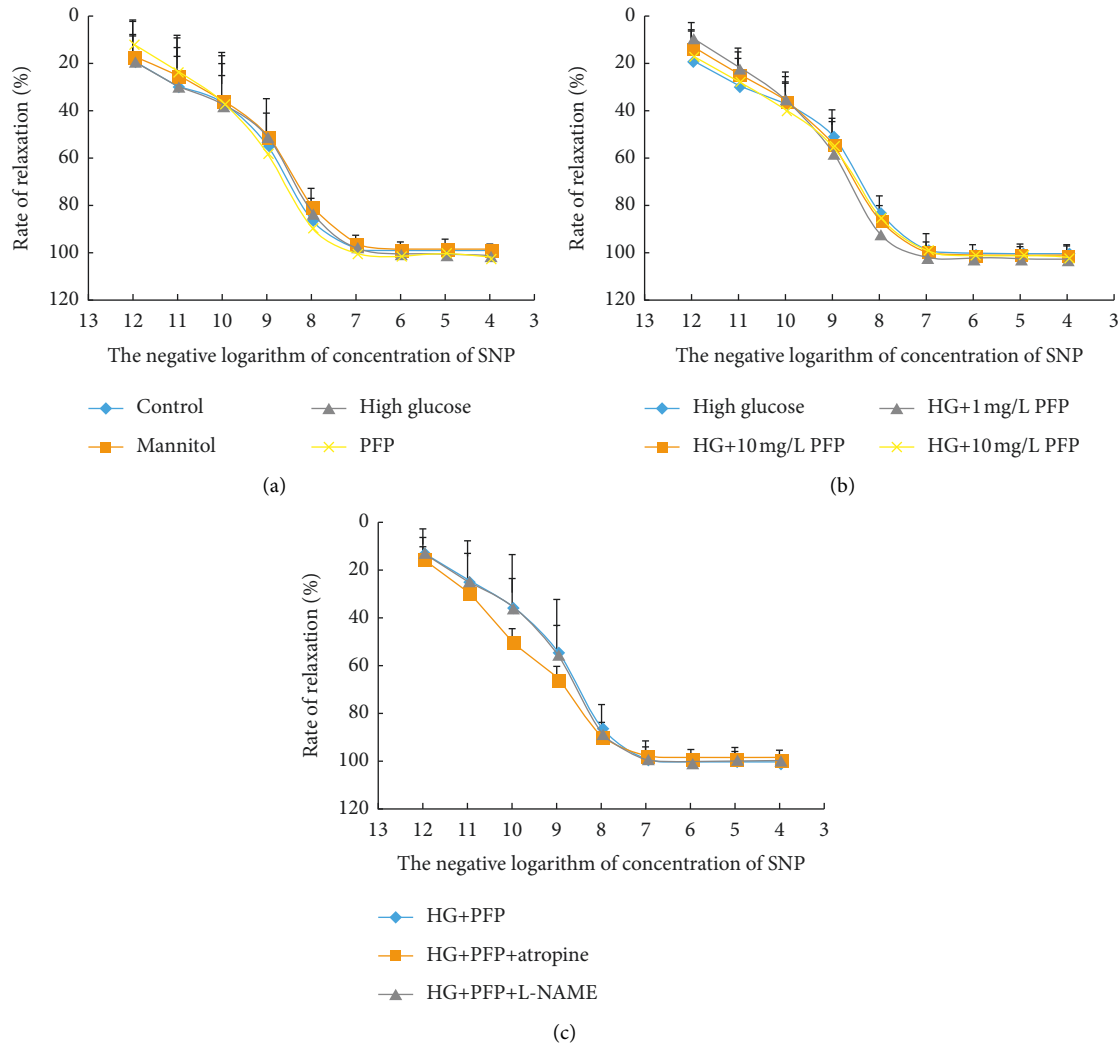 0
20
40
60
80
100
120
Rate of relaxation (%)
13 12 11 10 9 8 7 6 5 4 3
The negative logarithm of concentration of SNP
Control
High glucose
Mannitol
PFP
(a)
0
20
40
60
80
100
120
Rate of relaxation (%)
13 12 11 10 9 8 7 6 5 4 3
The negative logarithm of concentration of SNP
High glucose
HG+1 mg/L PFP
HG+10 mg/L PFP
HG+10 mg/L PFP
(b)
0
20
40
60
80
100
120
Rate of relaxation (%)
13 12 11 10 9 8 7 6 5 4 3
The negative logarithm of concentration of SNP
HG+PFP
HG+PFP+atropine
HG+PFP+L-NAME
(c)